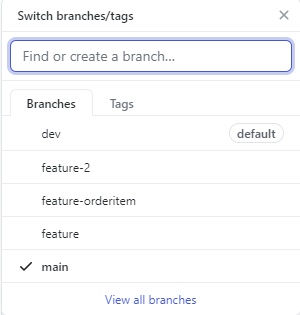 Switch branches/tags
Find or create a branch...
Branches Tags
dev default
feature-2
feature-orderitem
feature
main
View all branches